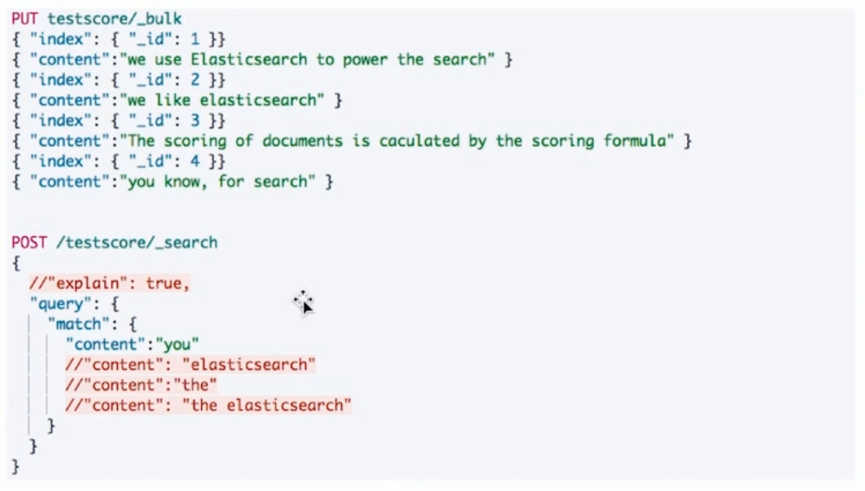 PUT testscore/_bulk
{ "index": { "_id": 1 }}
{ "content":"we use Elasticsearch to power the search" }
{ "index": { "_id": 2 }}
{ "content":"we like elasticsearch" }
{ "index": { "_id": 3 }}
{ "content":"The scoring of documents is caculated by the scoring formula" }
{ "index": { "_id": 4 }}
{ "content":"you know, for search" }
POST /testscore/_search
{
//"explain": true,
"query": {
"match": {
"content":"you"
//"content": "elasticsearch"
//"content":"the"
//"content": "the elasticsearch"
}
}
}